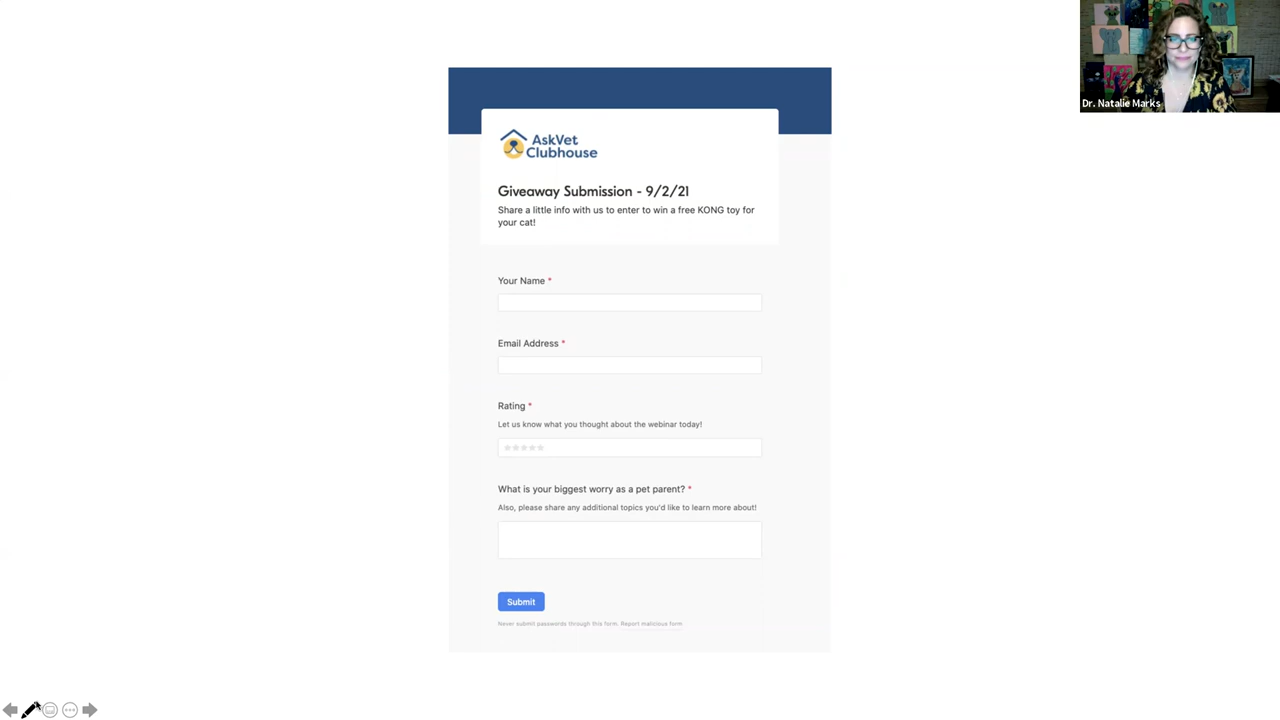 Dr. Natalie Marks
AskVet
Clubhouse
Giveaway Submission - 9/2/21
Share a little info with us to enter to win a free KONG toy for
your cat!
Your Name *
Email Address *
Rating *
Let us know what you thought about the webinar today!
What is your biggest worry as a pet parent? *
Also, please share any additional topics you'd like to learn more about!
Submit
Never submit passwords through this form. Report malicious form